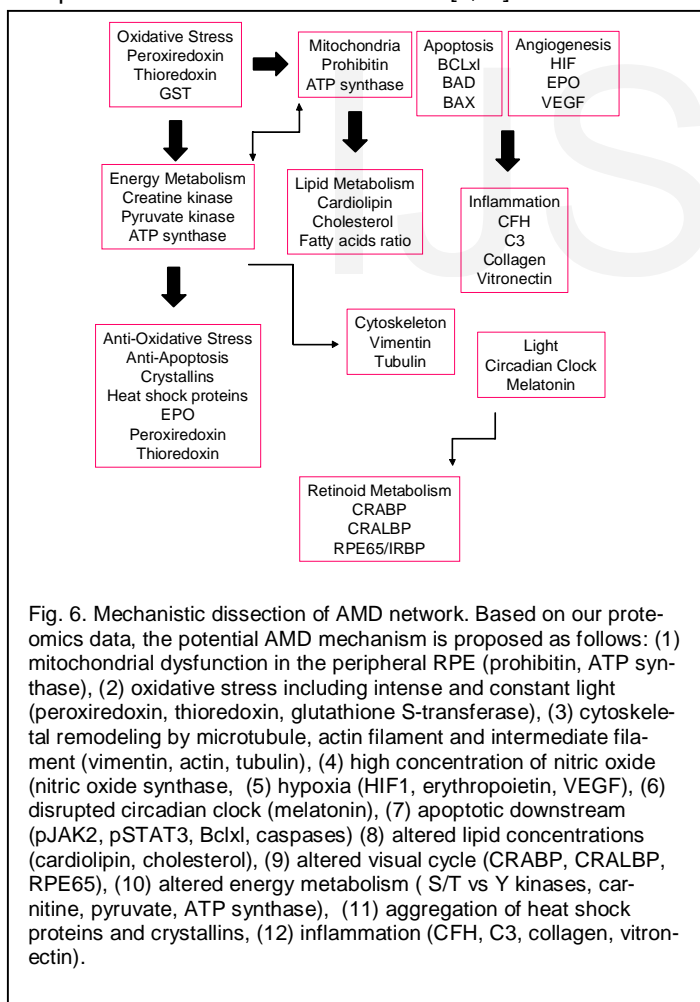 Oxidative Stress
Peroxiredoxin
Thioredoxin
GST
Mitochondria
Prohibitin
ATP synthase
Apoptosis
BCLxl
BAD
BAX
Angiogenesis
HIF
EPO
VEGF
Energy Metabolism
Creatine kinase
Pyruvate kinase
ATP synthase
Lipid Metabolism
Cardiolipin
Cholesterol
Fatty acids ratio
Inflammation
CFH
C3
Collagen
Vitronectin
IJS
Anti-Oxidative Stress
Anti-Apoptosis
Crystallins
Heat shock proteins
EPO
Peroxiredoxin
Thioredoxin
Cytoskeleton
Vimentin
Tubulin
Light
Circadian Clock
Melatonin
Retinoid Metabolism
CRABP
CRALBP
RPE65/IRBP
Fig. 6. Mechanistic dissection of AMD network. Based on our prote-
omics data, the potential AMD mechanism is proposed as follows: (1)
mitochondrial dysfunction in the peripheral RPE (prohibitin, ATP syn-
thase), (2) oxidative stress including intense and constant light
(peroxiredoxin, thioredoxin, glutathione S-transferase), (3) cytoskele-
tal remodeling by microtubule, actin filament and intermediate fila-
ment (vimentin, actin, tubulin), (4) high concentration of nitric oxide
(nitric oxide synthase,  (5) hypoxia (HIF1, erythropoietin, VEGF), (6)
disrupted circadian clock (melatonin), (7) apoptotic downstream
(pJAK2, pSTAT3, Bclxl, caspases) (8) altered lipid concentrations
(cardiolipin, cholesterol), (9) altered visual cycle (CRABP, CRALBP,
RPE65), (10) altered energy metabolism ( S/T vs Y kinases, car-
nitine, pyruvate, ATP synthase),  (11) aggregation of heat shock
proteins and crystallins, (12) inflammation (CFH, C3, collagen, vitron-
ectin).